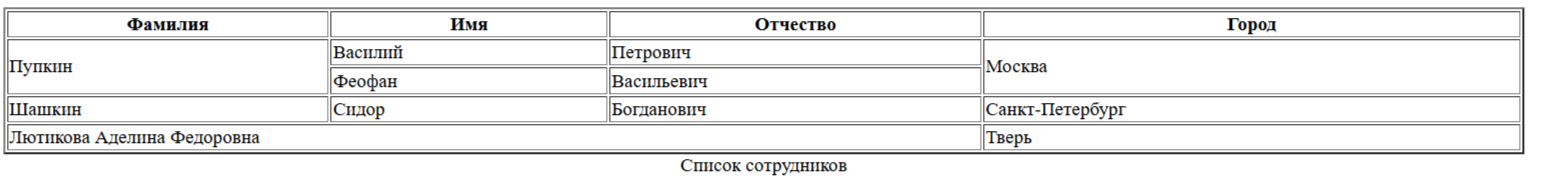 Фамилия Имя Отчество Город
Пупкин Василий Петрович Москва
Феофан Васильевич
Шашкин Сидор Богданович Санкт-Петербург
Лютикова Аделина Федоровна Тверь
Список сотрудников